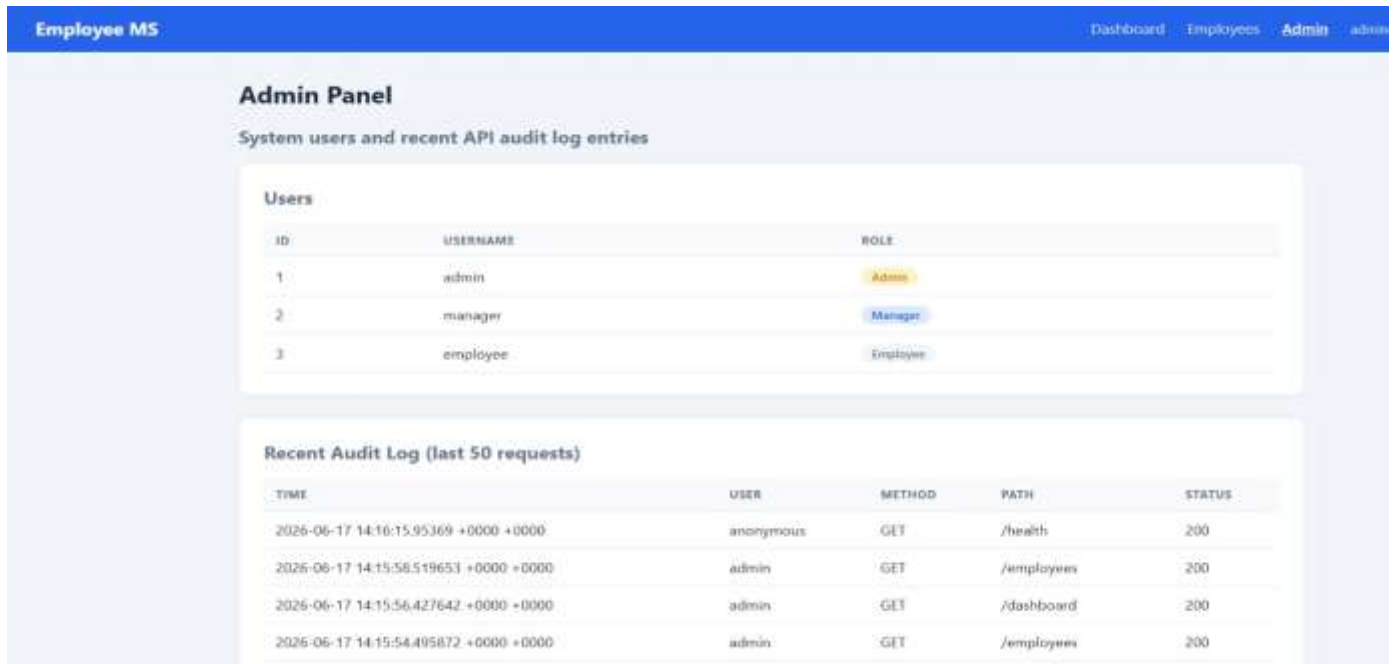 Employee MS Dashboard Employees Admin
Admin Panel
System users and recent API audit log entries
Users
ID USERNAME ROLE
1 admin Admin
2 manager Manager
3 employee Employee
Recent Audit Log (last 50 requests)
TIME USER METHOD PATH STATUS
2026-06-17 14:16:15.95369 +0000 +0000 anonymous GET /health 200
2026-06-17 14:15:58.519653 +0000 +0000 admin GET /employees 200
2026-06-17 14:15:56.427642 +0000 +0000 admin GET /dashboard 200
2026-06-17 14:15:54.495872 +0000 +0000 admin GET /employees 200